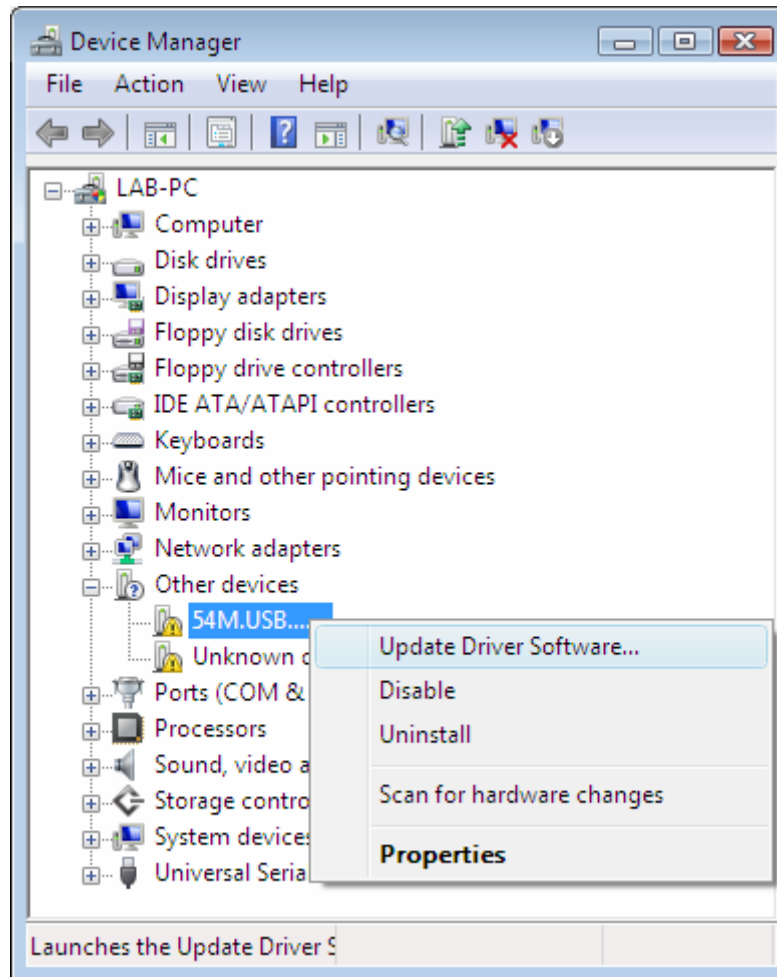 Device Manager
File Action View Help
LAB-PC
Computer
Disk drives
Display adapters
Floppy disk drives
Floppy drive controllers
IDE ATA/ATAPI controllers
Keyboards
Mice and other pointing devices
Monitors
Network adapters
Other devices
54M.USB....
Unknown
Ports (COM &
Processors
Sound, video
Storage
System devices
Universal
Update Driver Software...
Disable
Uninstall
Scan for hardware changes
Properties
Launches the Update Driver